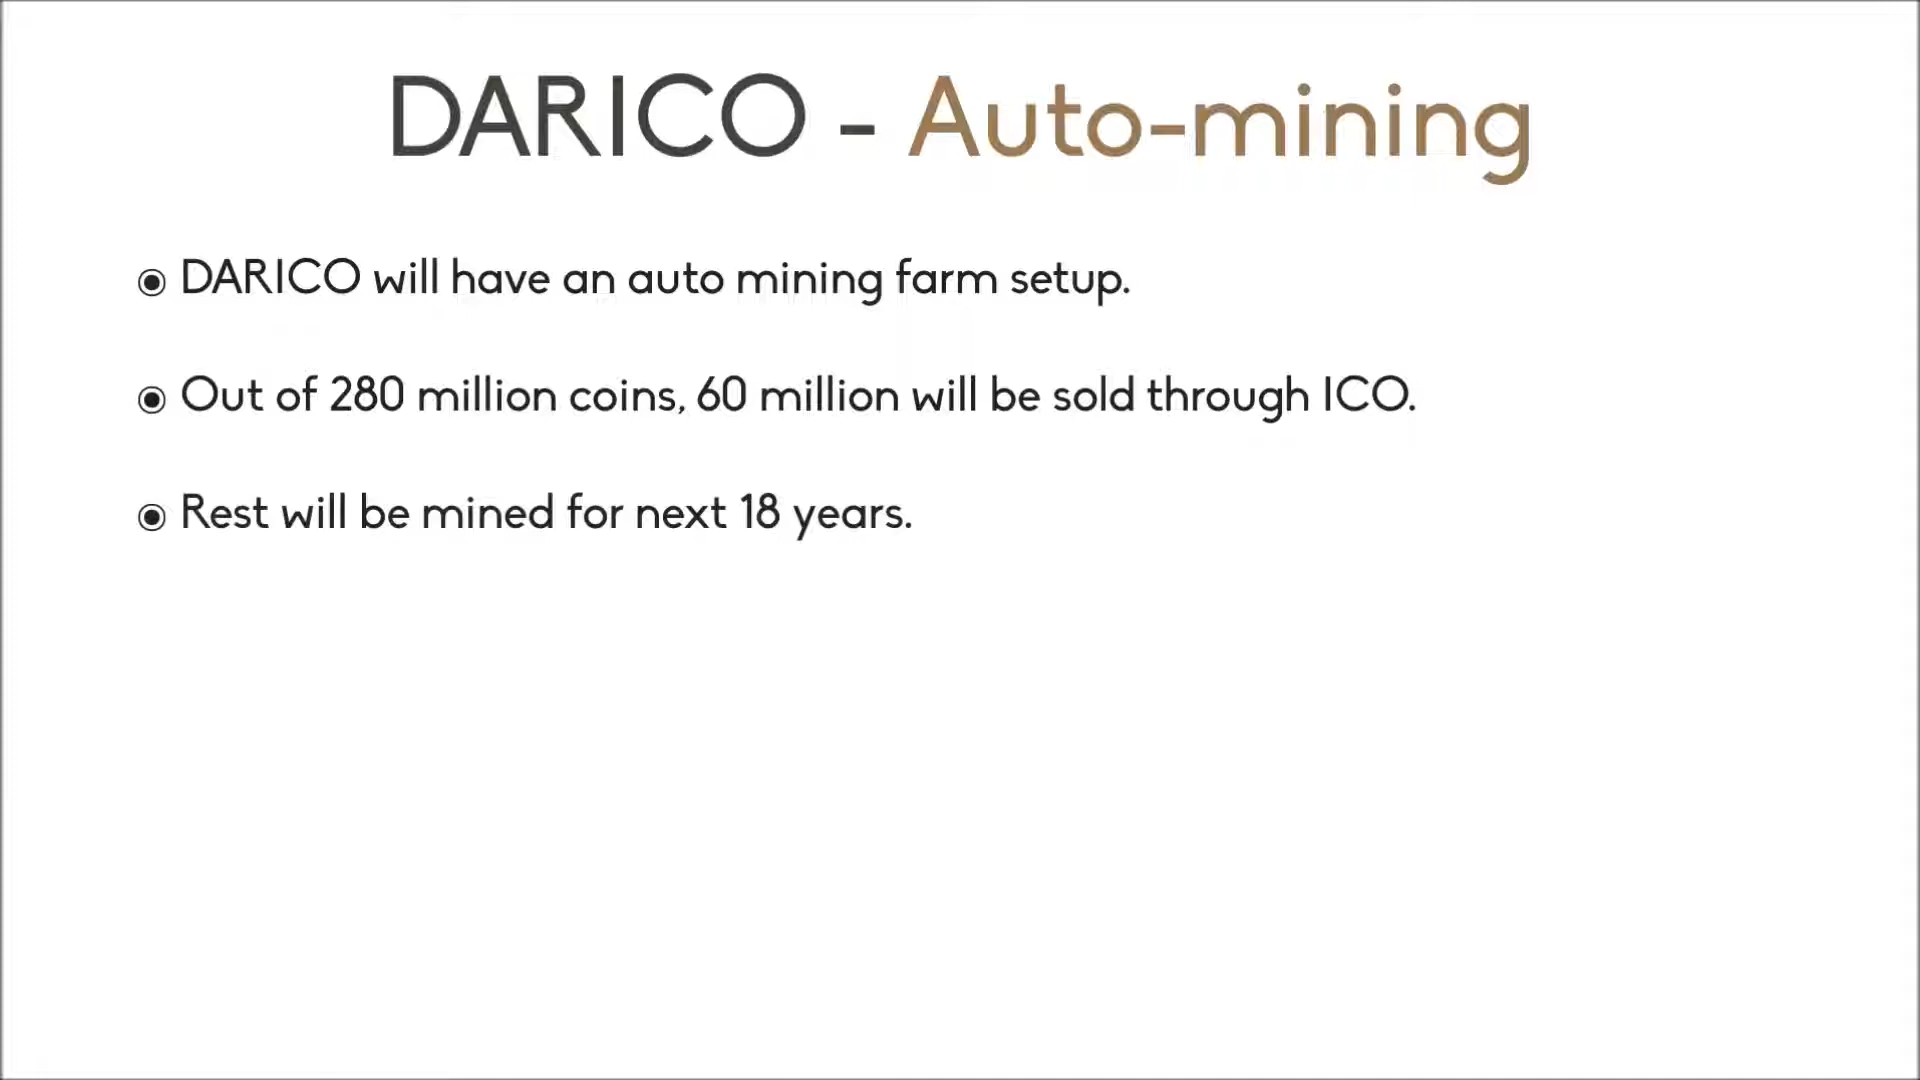 DARICO - Auto-mining
DARICO will have an auto mining farm setup.
Out of 280 million coins, 60 million will be sold through ICO.
Rest will be mined for next 18 years.